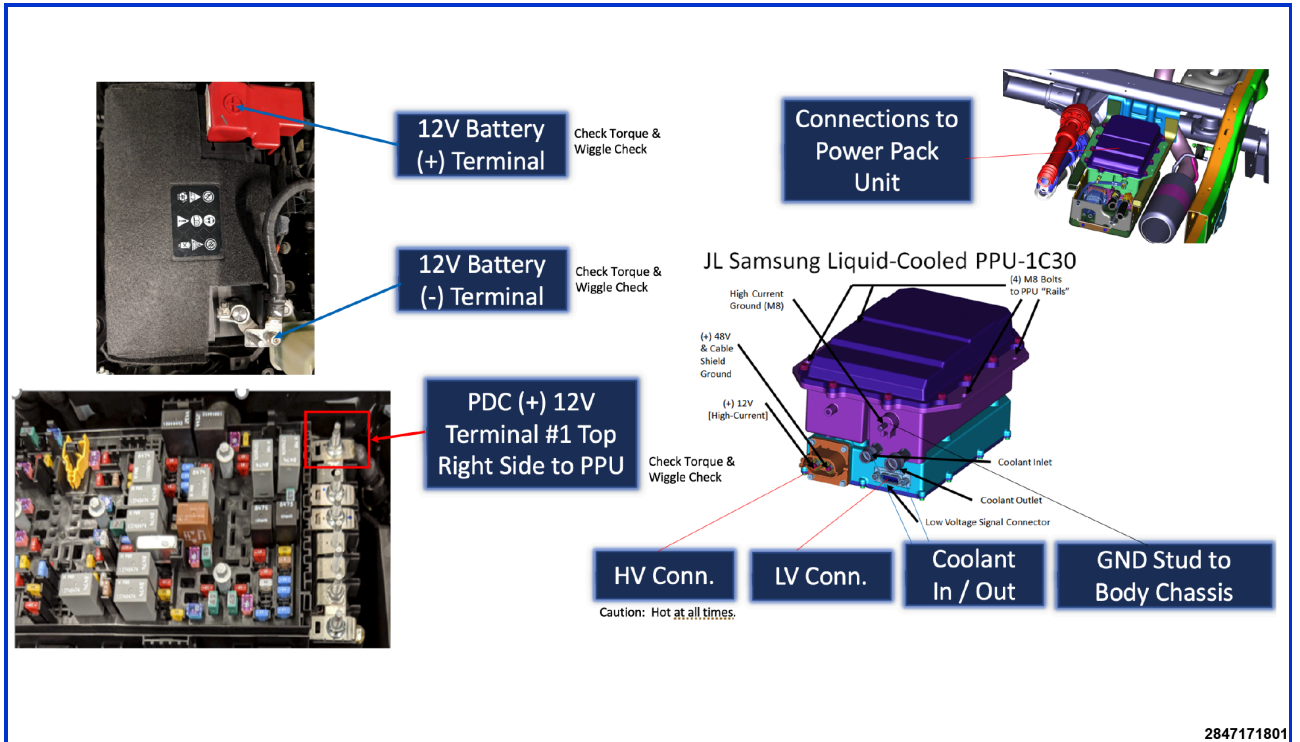 12V Battery
(+) Terminal
Check Torque &
Wiggle Check
12V Battery
(-) Terminal
Check Torque &
Wiggle Check
PDC (+) 12V
Terminal #1 Top
Right Side to PPU
Check Torque &
Wiggle Check
Connections to
Power Pack
Unit
JL Samsung Liquid-Cooled PPU-1C30
High Current
Ground (M8)
(4) M8 Bolts
to PPU “Rails”
(+) 48V
& Cable
Shield
Ground
(+) 12V
[High-Current]
Coolant Inlet
Coolant Outlet
Low Voltage Signal Connector
HV Conn.
Caution: Hot at all times.
LV Conn.
Coolant
In / Out
GND Stud to
Body Chassis
2847171801